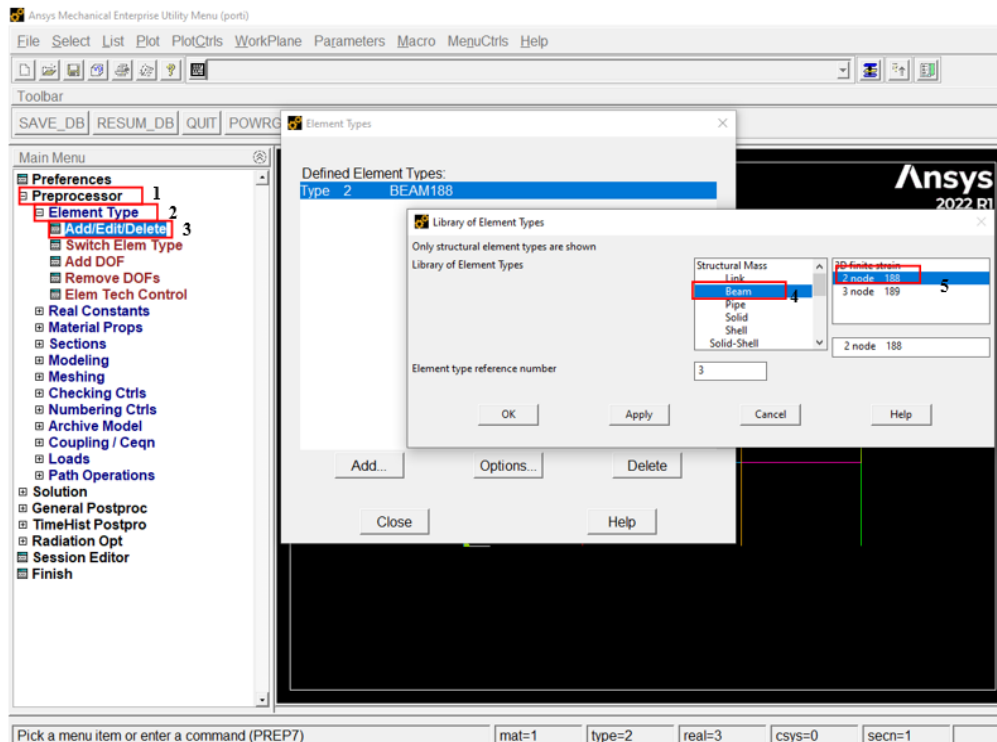 Ansys Mechanical Enterprise Utility Menu (porti)
File Select List Plot PlotCtrls WorkPlane Parameters Macro MenuCtrls Help
Toolbar
SAVE_DB RESUM_DB QUIT POWRG
Main Menu
Preferences
Preprocessor 1
Element Type 2
Add/Edit/Delete 3
Switch Elem Type
Add DOF
Remove DOFs
Elem Tech Control
Real Constants
Material Props
Sections
Modeling
Meshing
Checking Ctrls
Numbering Ctrls
Archive Model
Coupling / Ceqn
Loads
Path Operations
Solution
General Postproc
TimeHist Postpro
Radiation Opt
Session Editor
Finish
Element Types
Defined Element Types:
Type 2 BEAM188
Add... Options... Delete
Close Help
Ansys
2022 R1
Library of Element Types
Only structural element types are shown
Library of Element Types
Structural Mass
Link
Beam 4
Pipe
Solid
Shell
Solid-Shell
3D finite strain
2 node 188 5
3 node 189
2 node 188
Element type reference number
3
OK Apply Cancel Help
Pick a menu item or enter a command (PREP7) mat=1 type=2 real=3 csys=0 secn=1